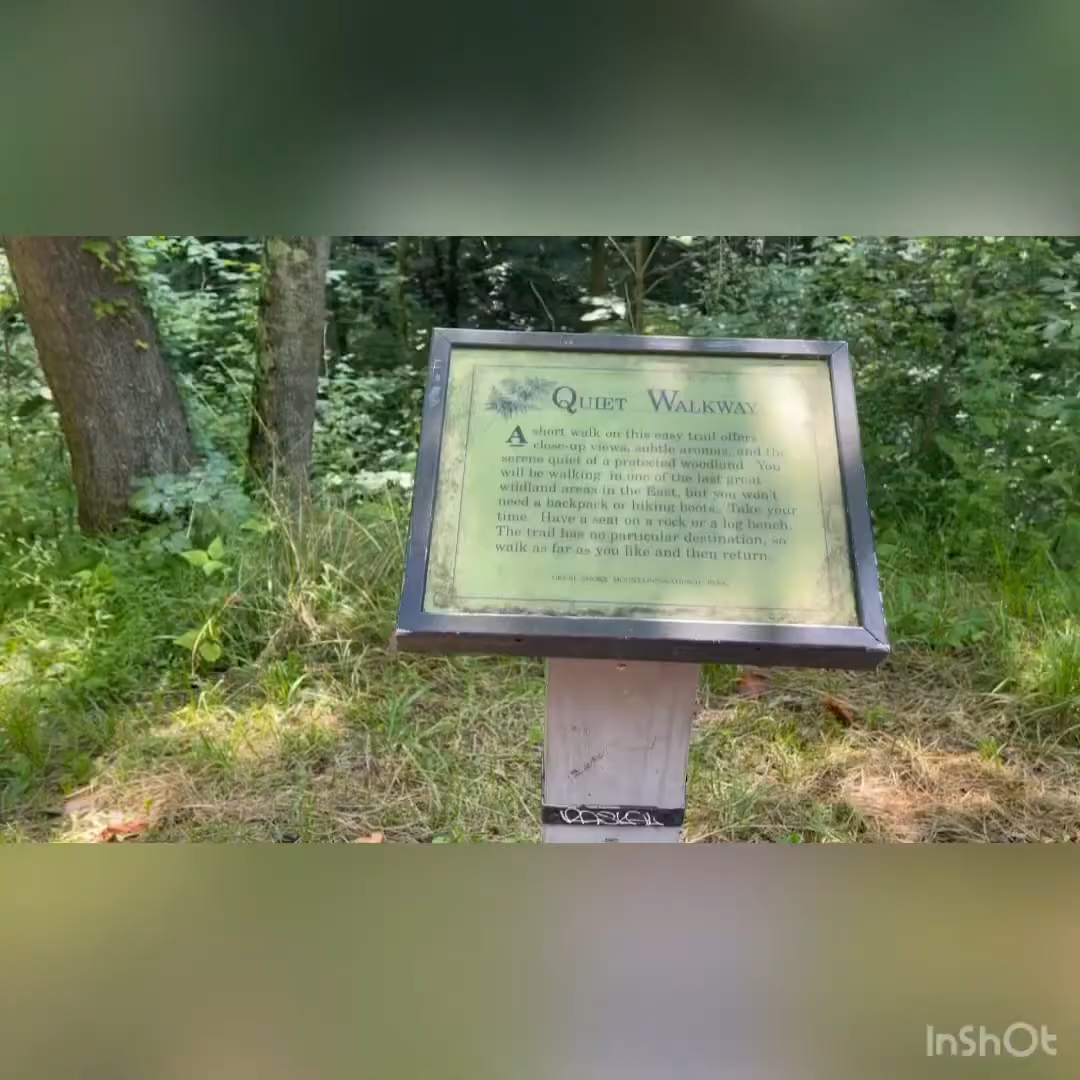 QUIET WALKWAY
A short walk on this easy trail offers
close-up views, subtle aromas, and the
serene quiet of a protected woodland. You
will be walking in one of the last great
wildland areas in the East, but you won't
need a backpack or hiking boots. Take your
time. Have a seat on a rock or a log bench.
The trail has no particular destination, so
walk as far as you like and then return.
GREAT SMOKY MOUNTAINS NATIONAL PARK
InShOt